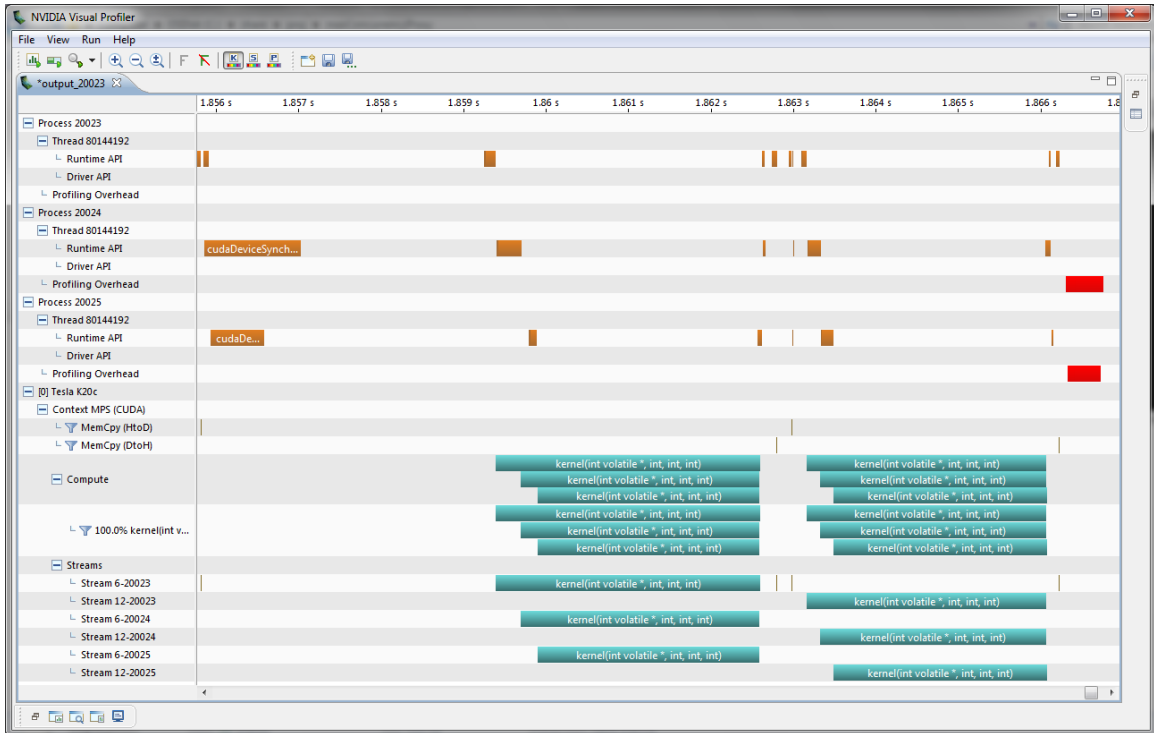 NVIDIA Visual Profiler
File View Run Help
*output_20023
1.856 s 1.857 s 1.858 s 1.859 s 1.86 s 1.861 s 1.862 s 1.863 s 1.864 s 1.865 s 1.866 s 1.8
Process 20023
Thread 80144192
Runtime API
Driver API
Profiling Overhead
Process 20024
Thread 80144192
Runtime API cudaDeviceSynch...
Driver API
Profiling Overhead
Process 20025
Thread 80144192
Runtime API cudaDe...
Driver API
Profiling Overhead
[0] Tesla K20c
Context MPS (CUDA)
MemCpy (HtoD)
MemCpy (DtoH)
kernel(int volatile *, int, int, int) kernel(int volatile *, int, int, int)
Compute kernel(int volatile *, int, int, int) kernel(int volatile *, int, int, int)
kernel(int volatile *, int, int, int) kernel(int volatile *, int, int, int)
kernel(int volatile *, int, int, int) kernel(int volatile *, int, int, int)
100.0% kernel(int v... kernel(int volatile *, int, int, int) kernel(int volatile *, int, int, int)
kernel(int volatile *, int, int, int) kernel(int volatile *, int, int, int)
Streams
Stream 6-20023 kernel(int volatile *, int, int, int)
Stream 12-20023 kernel(int volatile *, int, int, int)
Stream 6-20024 kernel(int volatile *, int, int, int)
Stream 12-20024 kernel(int volatile *, int, int, int)
Stream 6-20025 kernel(int volatile *, int, int, int)
Stream 12-20025 kernel(int volatile *, int, int, int)